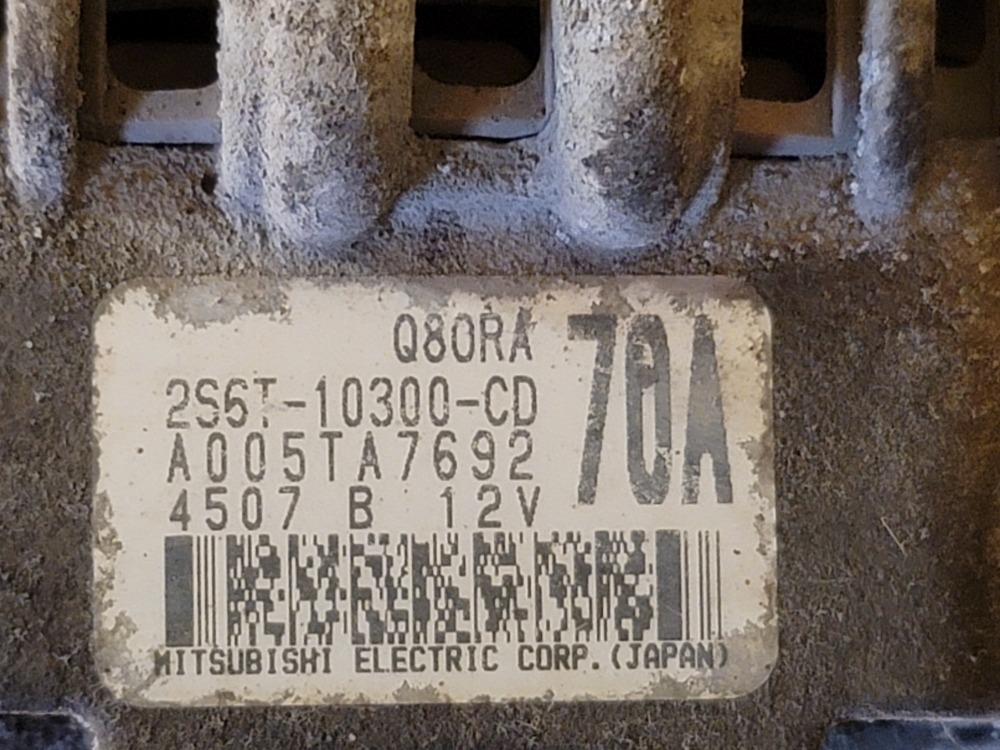 Q80RA
70A
2S6T-10300-CD
A005TA7692
4507 B 12V
MITSUBISHI ELECTRIC CORP.(JAPAN)